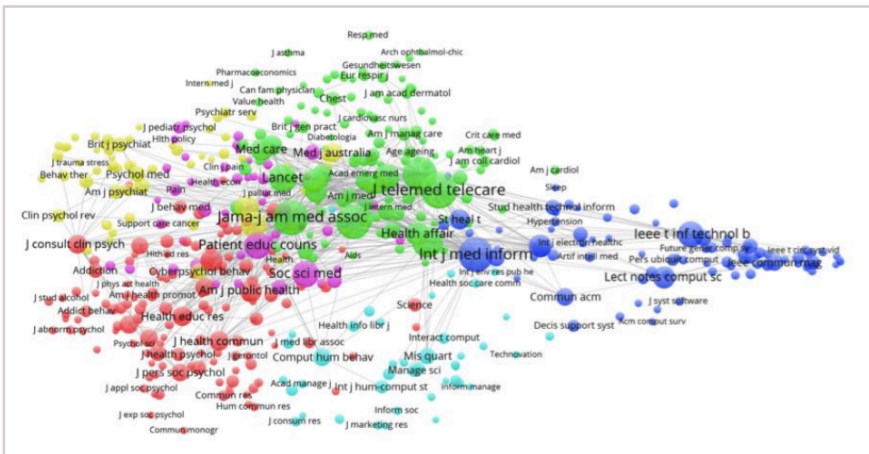 Resp med
J asthma
Arch ophthalmol-chic
Gesundheitswesen
Pharmacoeconomics
Eur respir j
Intern med j
Can fam physician
J am acad dermatol
Value health
Chest
Psychiatr serv
J cardiovasc nurs
J pediatr psychol
Brit j gen pract
Am j manag care
Crit care med
Hlth policy
Diabetologia
Brit j psychiat
Med care
Med j australia
Age ageing
Am heart j
J am coll cardiol
J trauma stress
Clin j pain
Lancet
Acad emerg med
Am j cardiol
Behav ther
Psychol med
Health econ
Am j psychiat
Pain
J palliat med
Am j med
J telemed telecare
Sleep
J behav med
J intern med
Stud health technol inform
Clin psychol rev
Support care cancer
Jama-j am med assoc
St heal t
Hypertension
Health affair
Ieee t inf technol b
J consult clin psych
Patient educ couns
Int j electron healthc
Hlth ed res
Health
Aids
Int j med inform
Artif intel med
Future gener comp sy
Ieee t circ syst vid
Addiction
Cyberpsychol behav
Soc sci med
Pers ubiquit comput
Ieee commun mag
J phys act health
Int j env res pub he
Lect notes comput sc
J stud alcohol
Am j health promot
Am j public health
Health soc care comm
Addict behav
Science
Commun acm
J syst software
J abnorm psychol
Health educ res
Health info libr j
Decis support syst
Acm comput surv
Psychol sci
J health commun
J med libr assoc
Interact comput
J health psychol
J gerontol
Comput hum behav
Mis quart
Technovation
J pers soc psychol
Manage sci
J appl soc psychol
Acad manage j
Int j hum-comput st
Inform manage
Commun res
Hum commun res
J exp soc psychol
J consum res
Inform soc
J marketing res
Commun monogr